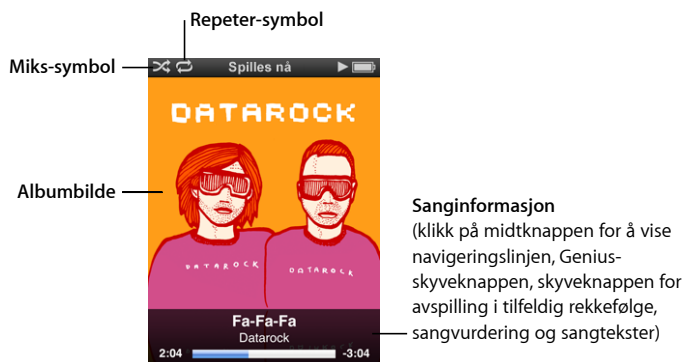 Repeter-symbol
Miks-symbol
Spilles nå
DATAROCK
Albumbilde
DATAROCK
DATAROCK
Sanginformasjon
(klikk på midtknappen for å vise
navigeringslinjen, Genius-
skyveknappen, skyveknappen for
avspilling i tilfeldig rekkefølge,
sangvurdering og sangtekster)
Fa-Fa-Fa
Datarock
2:04
-3:04